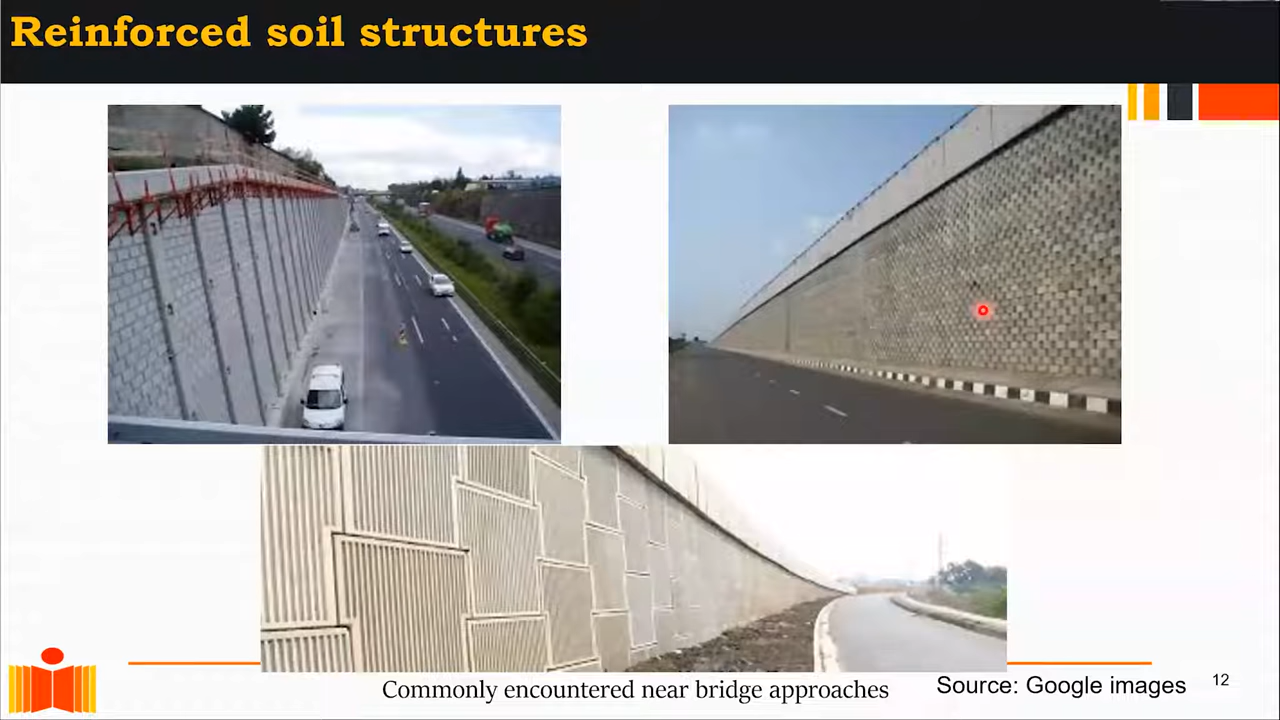 Reinforced soil structures
Commonly encountered near bridge approaches
Source: Google images
12